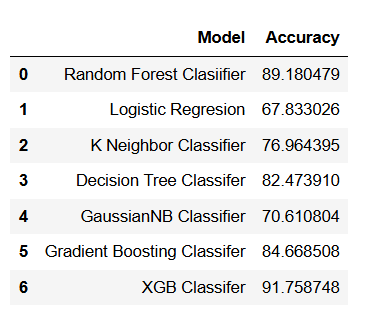 Model Accuracy
0 Random Forest Clasiifier 89.180479
1 Logistic Regresion 67.833026
2 K Neighbor Classifier 76.964395
3 Decision Tree Classifer 82.473910
4 GaussianNB Classifier 70.610804
5 Gradient Boosting Classifer 84.668508
6 XGB Classifer 91.758748